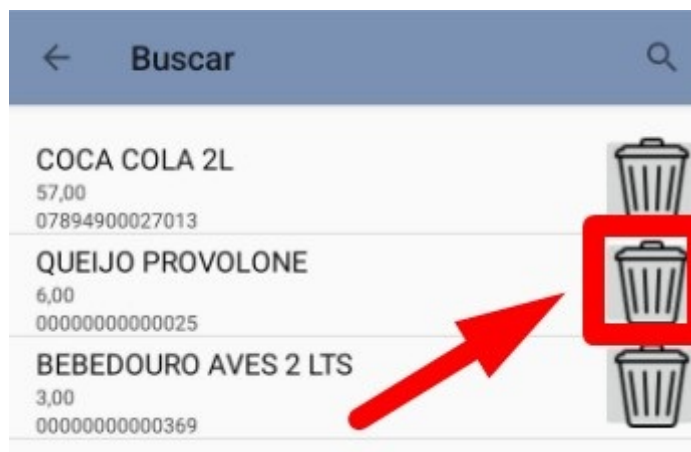 Buscar
COCA COLA 2L
57,00
07894900027013
QUEIJO PROVOLONE
6,00
00000000000025
BEBEDOURO AVES 2 LTS
3,00
00000000000369